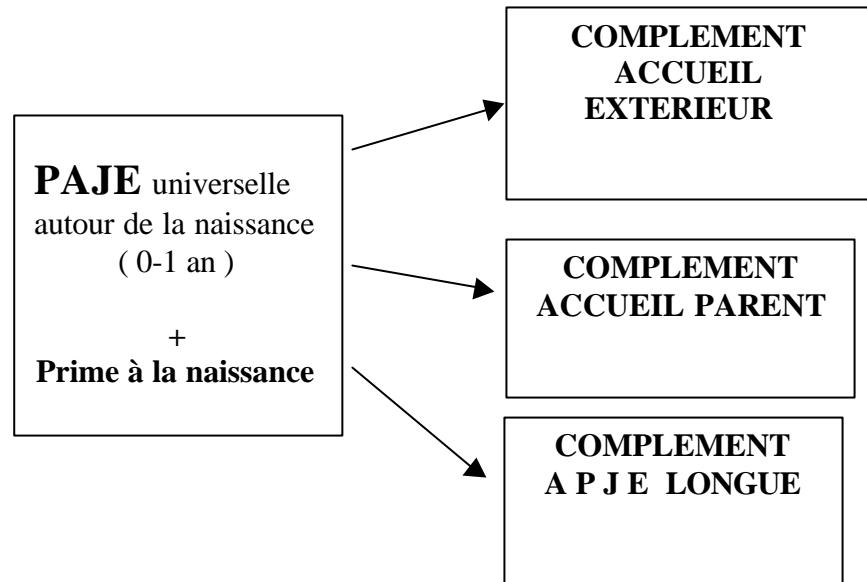 PAJE universelle
autour de la naissance
( 0-1 an )
+
Prime à la naissance
COMPLEMENT
ACCUEIL
EXTERIEUR
COMPLEMENT
ACCUEIL PARENT
COMPLEMENT
A P J E LONGUE